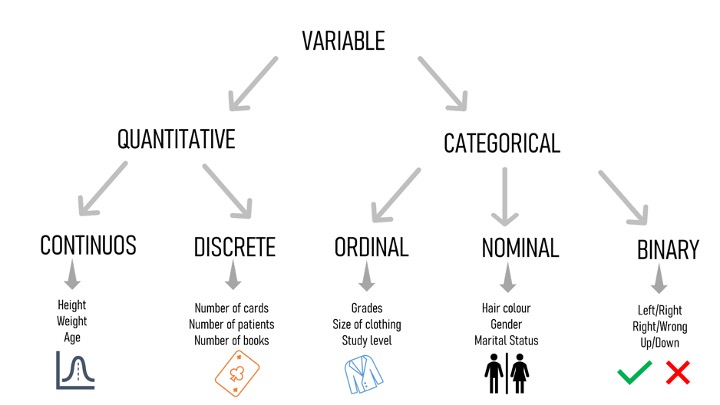 VARIABLE
QUANTITATIVE
CATEGORICAL
CONTINUOS
DISCRETE
ORDINAL
NOMINAL
BINARY
Height
Weight
Age
Number of cards
Number of patients
Number of books
Grades
Size of clothing
Study level
Hair colour
Gender
Marital Status
Left/Right
Right/Wrong
Up/Down